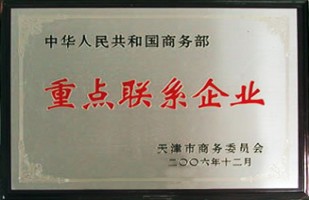 中华人民共和国商务部
重点联系企业
天津市商务委员会
二〇〇六年十二月